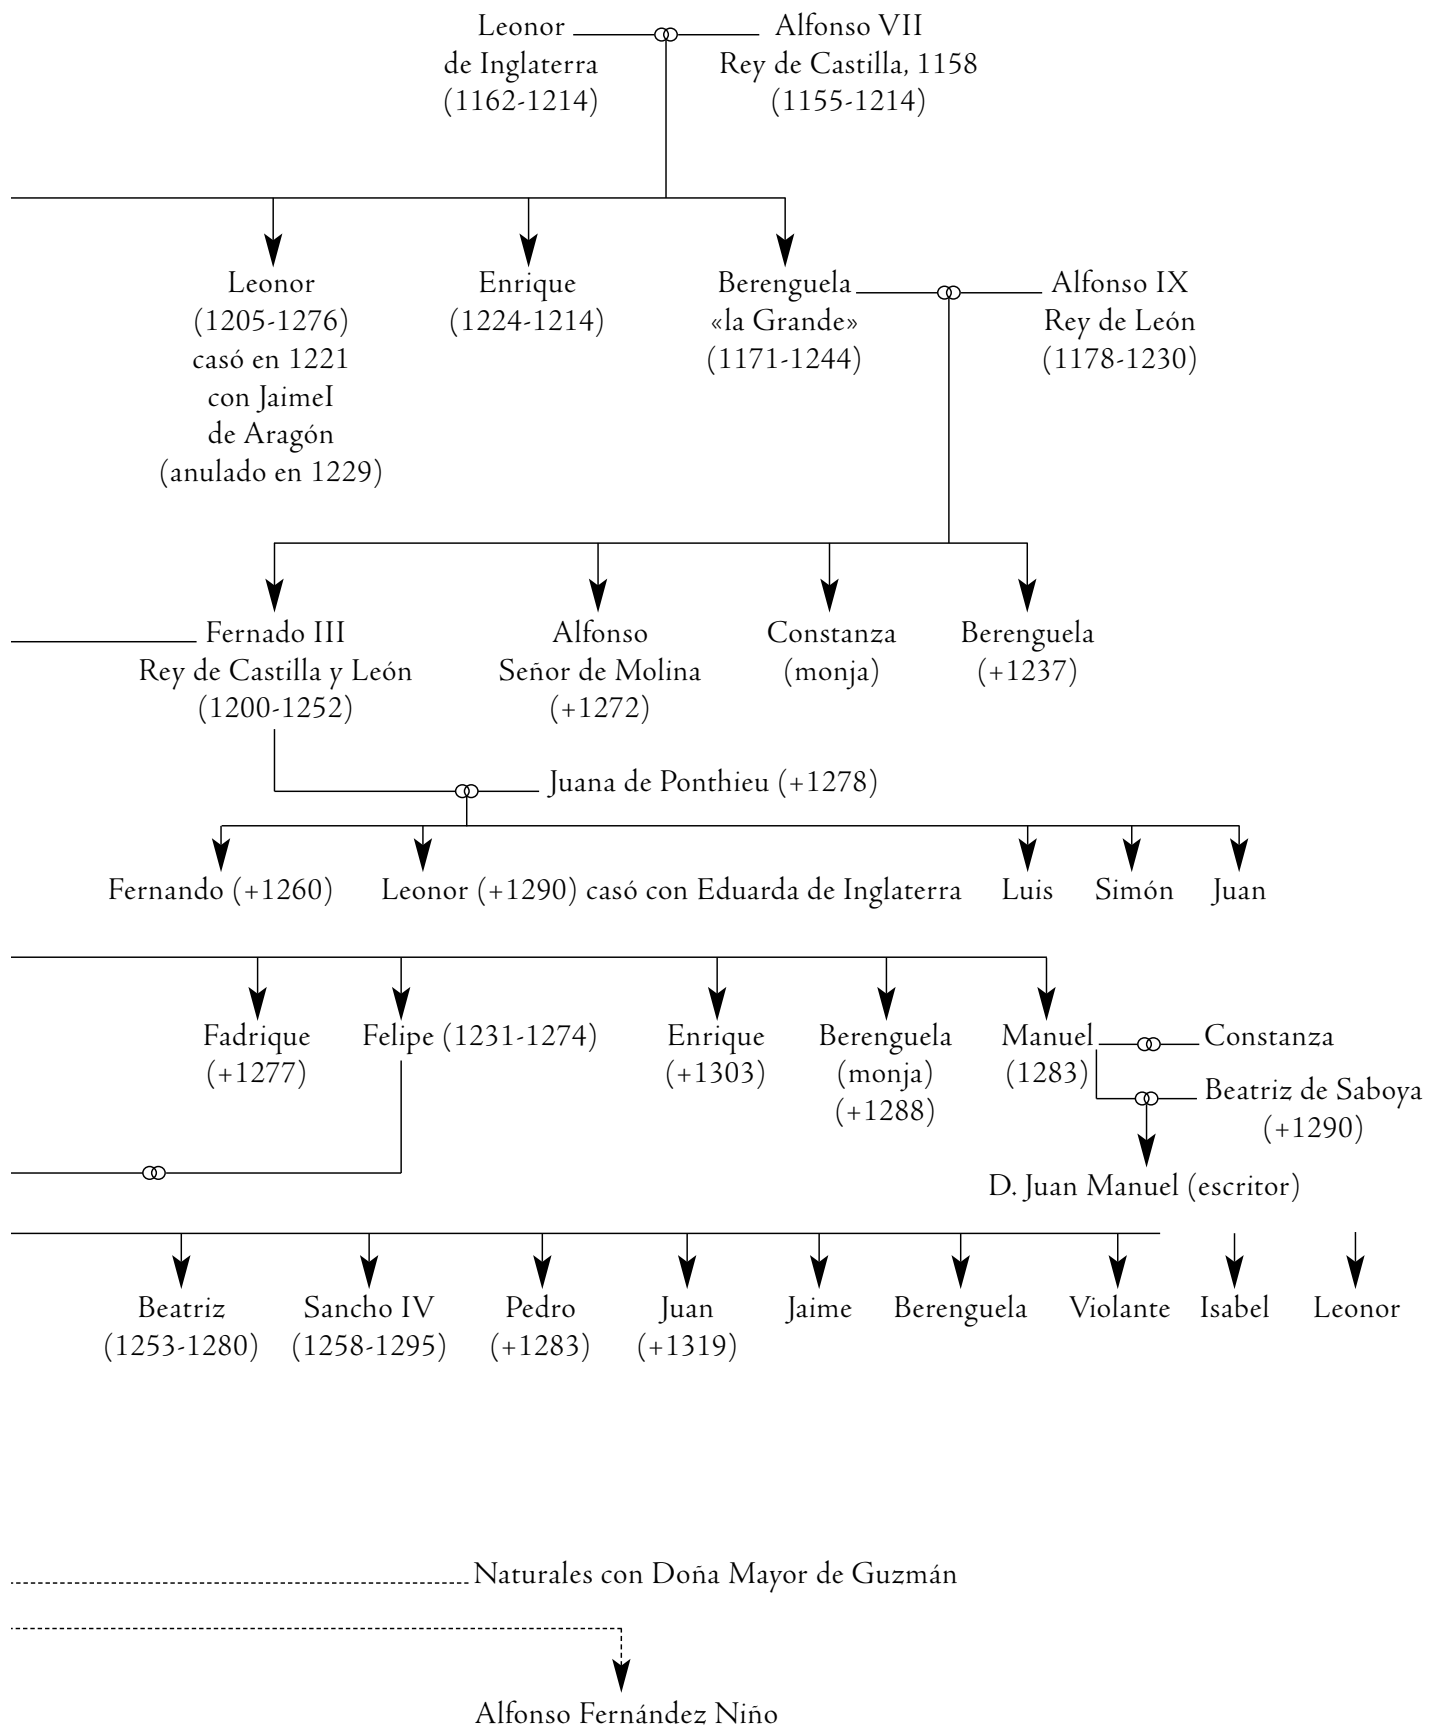 Leonor
de Inglaterra
(1162-1214)
Alfonso VII
Rey de Castilla, 1158
(1155-1214)
Leonor
(1205-1276)
casó en 1221
con JaimeI
de Aragón
(anulado en 1229)
Enrique
(1224-1214)
Berenguela
«la Grande»
(1171-1244)
Alfonso IX
Rey de León
(1178-1230)
Fernado III
Rey de Castilla y León
(1200-1252)
Alfonso
Señor de Molina
(+1272)
Constanza
(monja)
Berenguela
(+1237)
Juana de Ponthieu (+1278)
Fernando (+1260)
Leonor (+1290) casó con Eduarda de Inglaterra
Luis
Simón
Juan
Fadrique
(+1277)
Felipe (1231-1274)
Enrique
(+1303)
Berenguela
(monja)
(+1288)
Manuel
(1283)
Constanza
Beatriz de Saboya
(+1290)
D. Juan Manuel (escritor)
Beatriz
(1253-1280)
Sancho IV
(1258-1295)
Pedro
(+1283)
Juan
(+1319)
Jaime
Berenguela
Violante
Isabel
Leonor
Naturales con Doña Mayor de Guzmán
Alfonso Fernández Niño